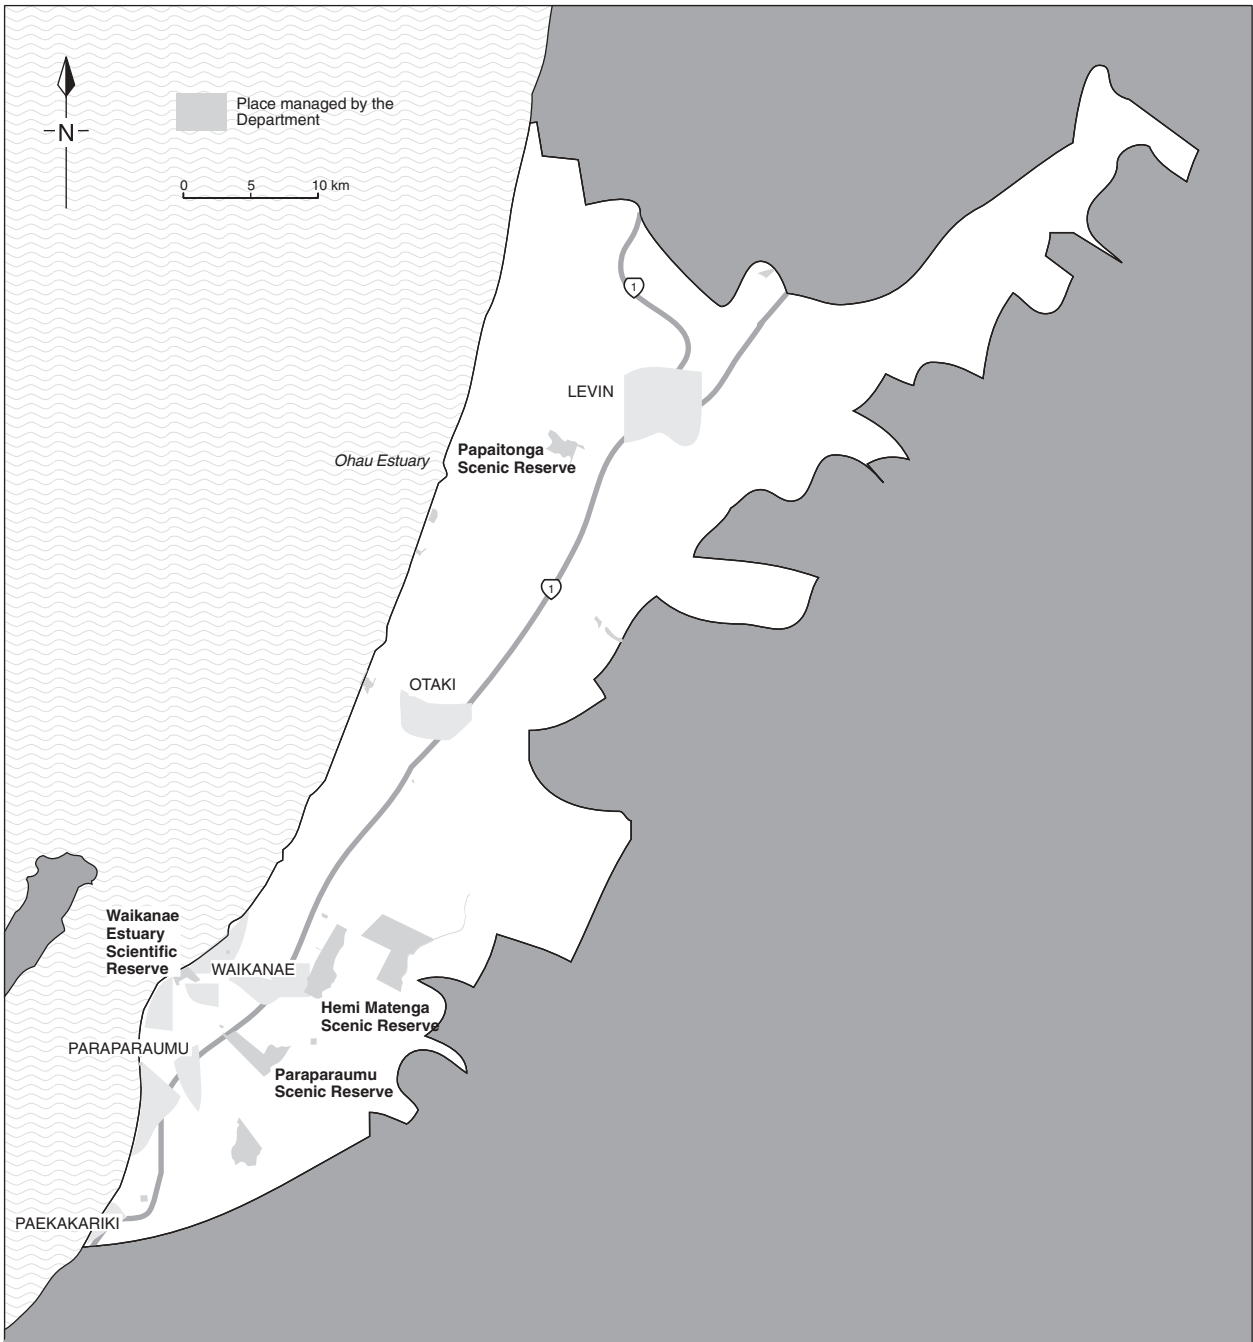 Place managed by the
Department
N
0 5 10 km
1
LEVIN
Papaitonga
Scenic Reserve
Ohau Estuary
1
OTAKI
Waikanae
Estuary
Scientific
Reserve
WAIKANAE
Hemi Matenga
Scenic Reserve
PARAPARAUMU
Paraparaumu
Scenic Reserve
PAEKAKARIKI